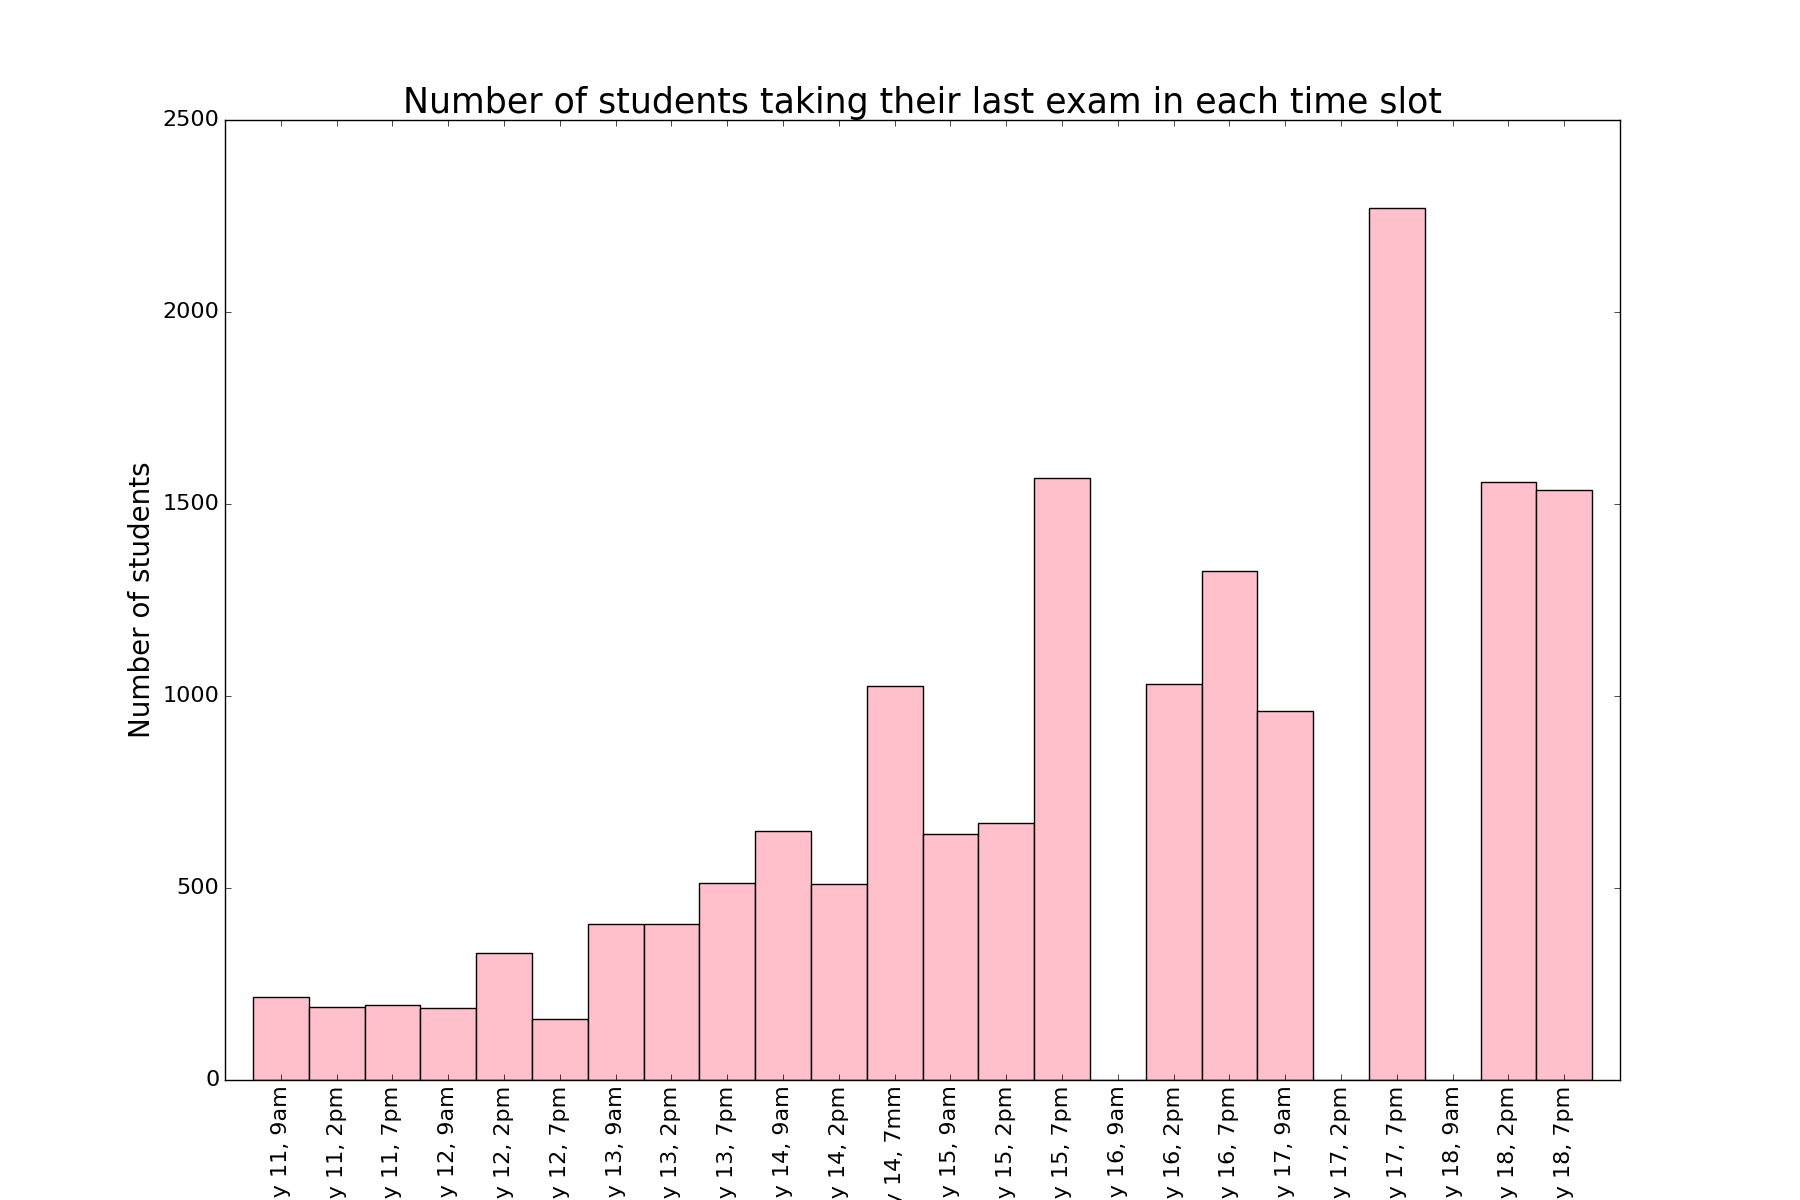 Number of students taking their last exam in each time slot
2500
2000
1500
1000
500
0
Number of students
y 11, 9am
y 11, 2pm
y 11, 7pm
y 12, 9am
y 12, 2pm
y 12, 7pm
y 13, 9am
y 13, 2pm
y 13, 7pm
y 14, 9am
y 14, 2pm
y 14, 7mm
y 15, 9am
y 15, 2pm
y 15, 7pm
y 16, 9am
y 16, 2pm
y 16, 7pm
y 17, 9am
y 17, 2pm
y 17, 7pm
y 18, 9am
y 18, 2pm
y 18, 7pm